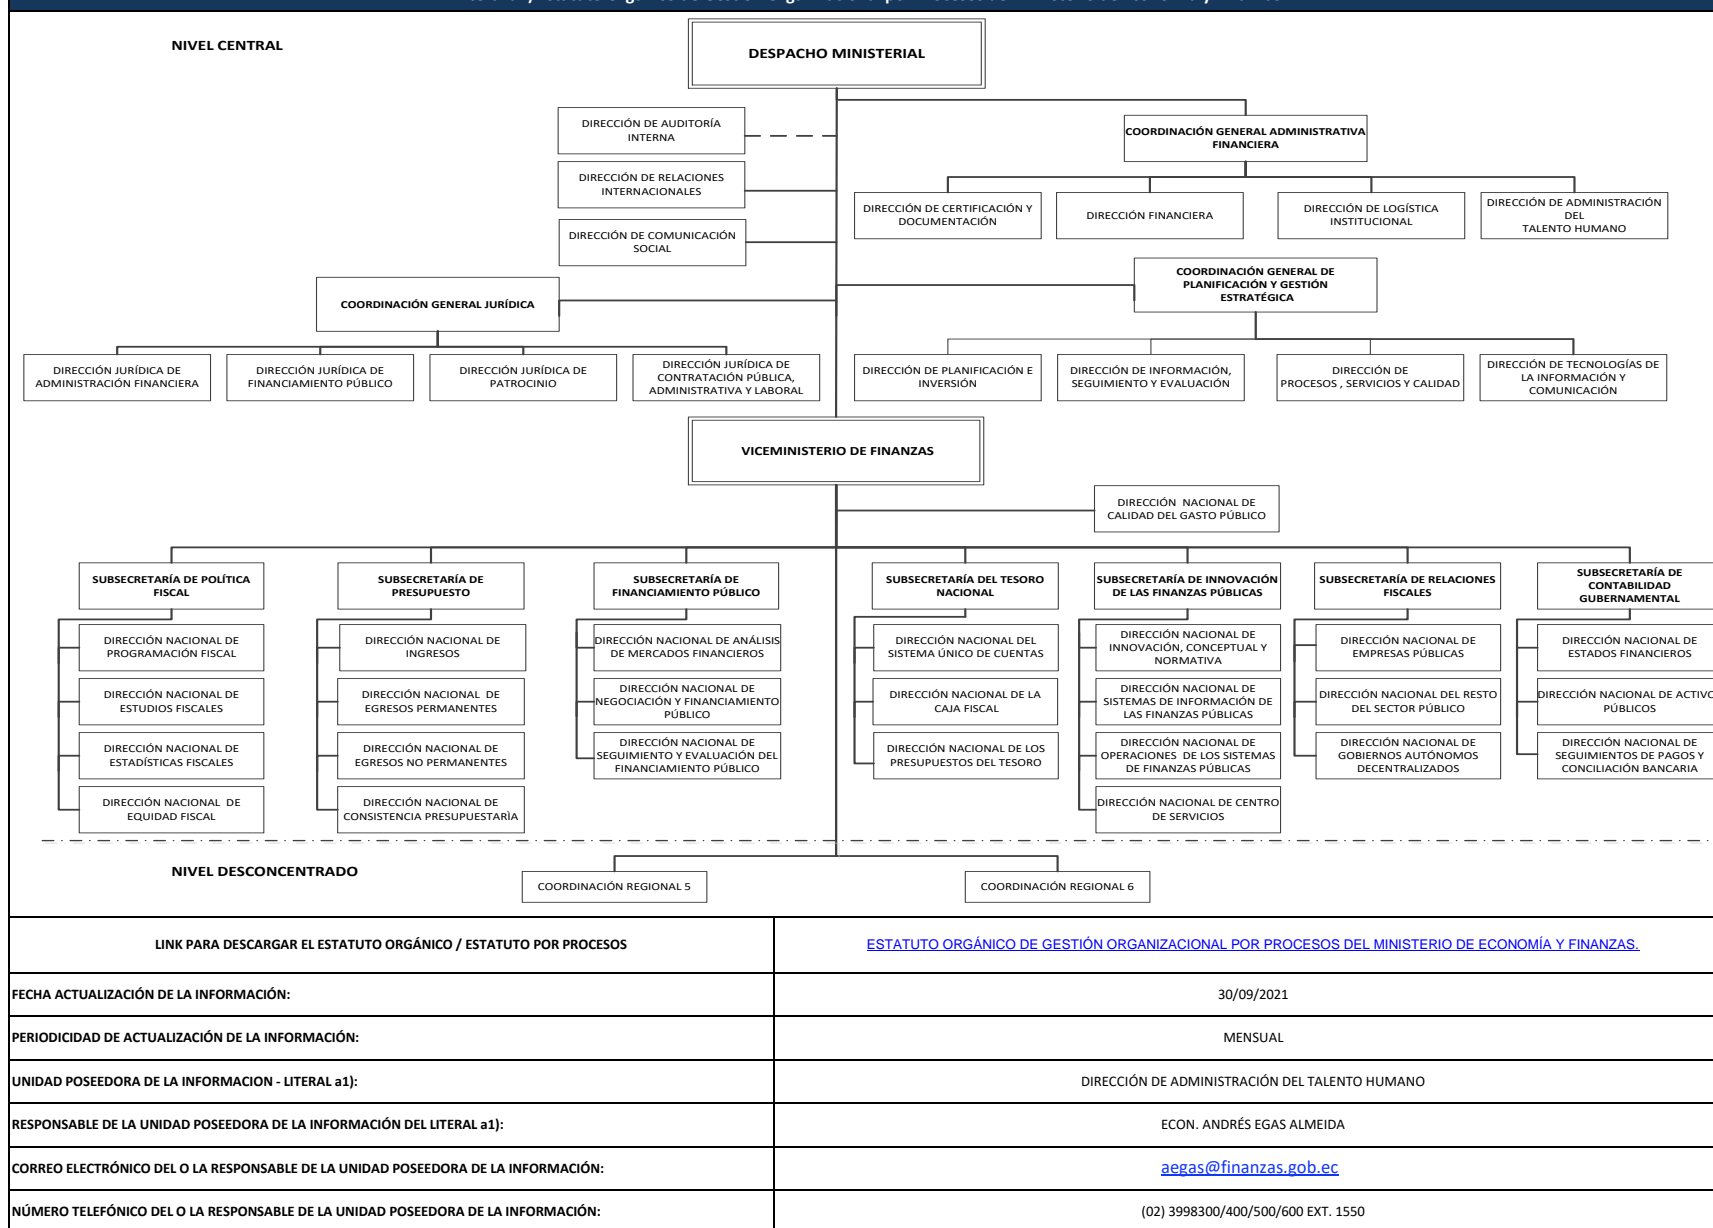 NIVEL CENTRAL
DESPACHO MINISTERIAL
DIRECCIÓN DE AUDITORÍA
INTERNA
COORDINACIÓN GENERAL ADMINISTRATIVA
FINANCIERA
DIRECCIÓN DE RELACIONES
INTERNACIONALES
DIRECCIÓN DE CERTIFICACIÓN Y
DOCUMENTACIÓN
DIRECCIÓN FINANCIERA
DIRECCIÓN DE LOGÍSTICA
INSTITUCIONAL
DIRECCIÓN DE ADMINISTRACIÓN
DEL
TALENTO HUMANO
DIRECCIÓN DE COMUNICACIÓN
SOCIAL
COORDINACIÓN GENERAL JURÍDICA
COORDINACIÓN GENERAL DE
PLANIFICACIÓN Y GESTIÓN
ESTRATÉGICA
DIRECCIÓN JURÍDICA DE
ADMINISTRACIÓN FINANCIERA
DIRECCIÓN JURÍDICA DE
FINANCIAMIENTO PÚBLICO
DIRECCIÓN JURÍDICA DE
PATROCINIO
DIRECCIÓN JURÍDICA DE
CONTRATACIÓN PÚBLICA,
ADMINISTRATIVA Y LABORAL
DIRECCIÓN DE PLANIFICACIÓN E
INVERSIÓN
DIRECCIÓN DE INFORMACIÓN,
SEGUIMIENTO Y EVALUACIÓN
DIRECCIÓN DE
PROCESOS , SERVICIOS Y CALIDAD
DIRECCIÓN DE TECNOLOGÍAS DE
LA INFORMACIÓN Y
COMUNICACIÓN
VICEMINISTERIO DE FINANZAS
DIRECCIÓN NACIONAL DE
CALIDAD DEL GASTO PÚBLICO
SUBSECRETARÍA DE POLÍTICA
FISCAL
DIRECCIÓN NACIONAL DE
PROGRAMACIÓN FISCAL
DIRECCIÓN NACIONAL DE
ESTUDIOS FISCALES
DIRECCIÓN NACIONAL DE
ESTADÍSTICAS FISCALES
DIRECCIÓN NACIONAL DE
EQUIDAD FISCAL
SUBSECRETARÍA DE
PRESUPUESTO
DIRECCIÓN NACIONAL DE
INGRESOS
DIRECCIÓN NACIONAL DE
EGRESOS PERMANENTES
DIRECCIÓN NACIONAL DE
EGRESOS NO PERMANENTES
DIRECCIÓN NACIONAL DE
CONSISTENCIA PRESUPUESTARÌA
SUBSECRETARÍA DE
FINANCIAMIENTO PÚBLICO
DIRECCIÓN NACIONAL DE ANÁLISIS
DE MERCADOS FINANCIEROS
DIRECCIÓN NACIONAL DE
NEGOCIACIÓN Y FINANCIAMIENTO
PÚBLICO
DIRECCIÓN NACIONAL DE
SEGUIMIENTO Y EVALUACIÓN DEL
FINANCIAMIENTO PÚBLICO
SUBSECRETARÍA DEL TESORO
NACIONAL
DIRECCIÓN NACIONAL DEL
SISTEMA ÚNICO DE CUENTAS
DIRECCIÓN NACIONAL DE LA
CAJA FISCAL
DIRECCIÓN NACIONAL DE LOS
PRESUPUESTOS DEL TESORO
SUBSECRETARÍA DE INNOVACIÓN
DE LAS FINANZAS PÚBLICAS
DIRECCIÓN NACIONAL DE
INNOVACIÓN, CONCEPTUAL Y
NORMATIVA
DIRECCIÓN NACIONAL DE
SISTEMAS DE INFORMACIÓN DE
LAS FINANZAS PÚBLICAS
DIRECCIÓN NACIONAL DE
OPERACIONES DE LOS SISTEMAS
DE FINANZAS PÚBLICAS
DIRECCIÓN NACIONAL DE CENTRO
DE SERVICIOS
SUBSECRETARÍA DE RELACIONES
FISCALES
DIRECCIÓN NACIONAL DE
EMPRESAS PÚBLICAS
DIRECCIÓN NACIONAL DEL RESTO
DEL SECTOR PÚBLICO
DIRECCIÓN NACIONAL DE
GOBIERNOS AUTÓNOMOS
DECENTRALIZADOS
SUBSECRETARÍA DE
CONTABILIDAD
GUBERNAMENTAL
DIRECCIÓN NACIONAL DE
ESTADOS FINANCIEROS
DIRECCIÓN NACIONAL DE ACTIVO
PÚBLICOS
DIRECCIÓN NACIONAL DE
SEGUIMIENTOS DE PAGOS Y
CONCILIACIÓN BANCARIA
NIVEL DESCONCENTRADO
COORDINACIÓN REGIONAL 5
COORDINACIÓN REGIONAL 6
LINK PARA DESCARGAR EL ESTATUTO ORGÁNICO / ESTATUTO POR PROCESOS
ESTATUTO ORGÁNICO DE GESTIÓN ORGANIZACIONAL POR PROCESOS DEL MINISTERIO DE ECONOMÍA Y FINANZAS.
FECHA ACTUALIZACIÓN DE LA INFORMACIÓN:
30/09/2021
PERIODICIDAD DE ACTUALIZACIÓN DE LA INFORMACIÓN:
MENSUAL
UNIDAD POSEEDORA DE LA INFORMACION - LITERAL a1):
DIRECCIÓN DE ADMINISTRACIÓN DEL TALENTO HUMANO
RESPONSABLE DE LA UNIDAD POSEEDORA DE LA INFORMACIÓN DEL LITERAL a1):
ECON. ANDRÉS EGAS ALMEIDA
CORREO ELECTRÓNICO DEL O LA RESPONSABLE DE LA UNIDAD POSEEDORA DE LA INFORMACIÓN:
aegas@finanzas.gob.ec
NÚMERO TELEFÓNICO DEL O LA RESPONSABLE DE LA UNIDAD POSEEDORA DE LA INFORMACIÓN:
(02) 3998300/400/500/600 EXT. 1550